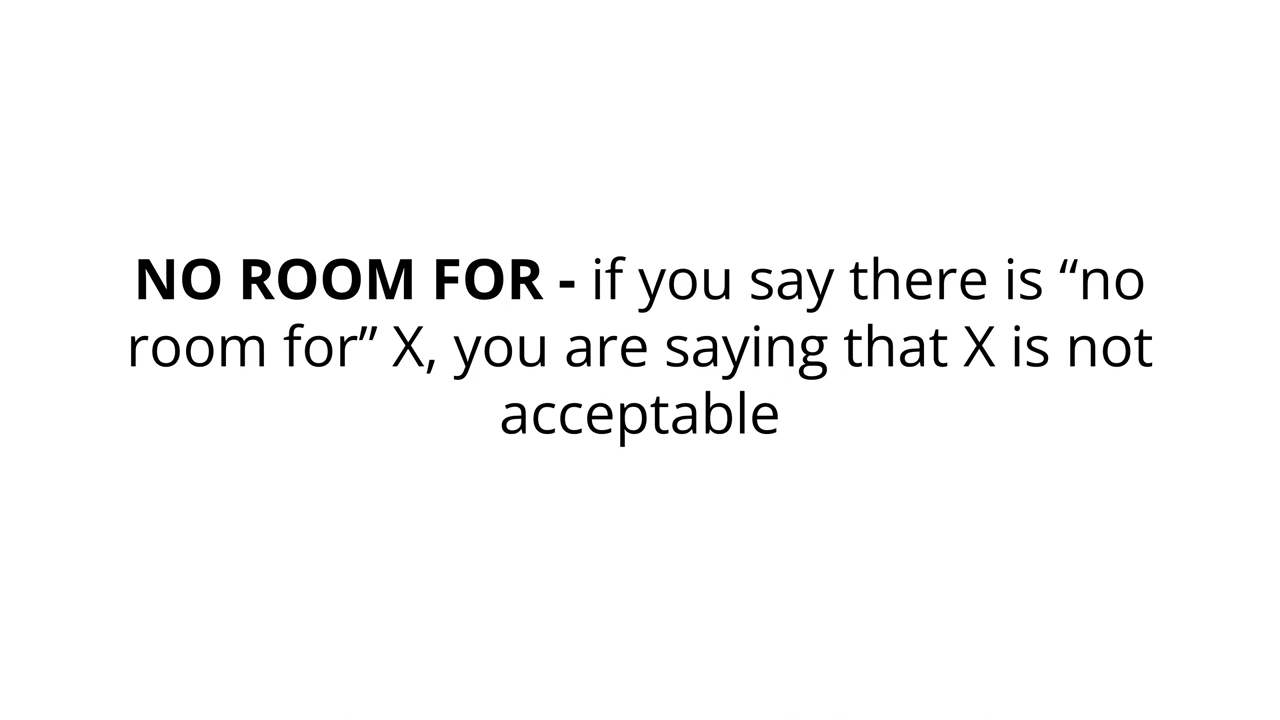 NO ROOM FOR - if you say there is “no
room for” X, you are saying that X is not
acceptable